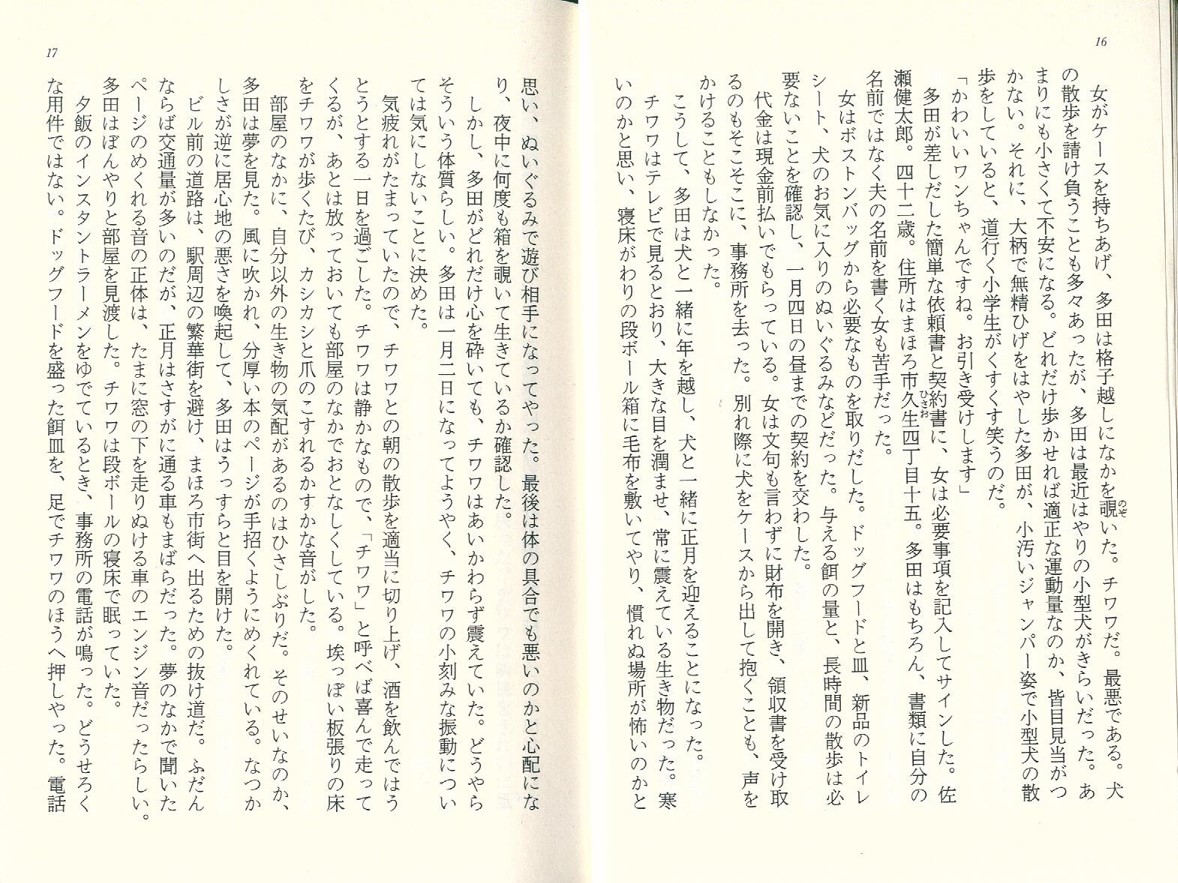 16
女がケースを持ちあげ、多田は格子越しになかを覗いた。チワワだ。最悪である。犬
の散歩を請け負うことも多々あったが、多田は最近はやりの小型犬がきらいだった。あ
まりにも小さくて不安になる。どれだけ歩かせれば適正な運動量なのか、皆目見当がつ
かない。それに、大柄で無精ひげをはやした多田が、小汚いジャンパー姿で小型犬の散
歩をしていると、道行く小学生がくすくす笑うのだ。
「かわいいワンちゃんですね。お引き受けします」
多田が差しだした簡単な依頼書と契約書に、女は必要事項を記入してサインした。佐
瀬健太郎。四十二歳。住所はまほろ市久生四丁目十五。多田はもちろん、書類に自分の
名前ではなく夫の名前を書く女も苦手だった。
女はボストンバッグから必要なものを取りだした。ドッグフードと皿、新品のトイレ
シート、犬のお気に入りのぬいぐるみなどだった。与える餌の量と、長時間の散歩は必
要ないことを確認し、一月四日の昼までの契約を交わした。
代金は現金前払いでもらっている。女は文句も言わずに財布を開き、領収書を受け取
るのもそこそこに、事務所を去った。別れ際に犬をケースから出して抱くことも、声を
かけることもしなかった。
こうして、多田は犬と一緒に年を越し、犬と一緒に正月を迎えることになった。
チワワはテレビで見るとおり、大きな目を潤ませ、常に震えている生き物だった。寒
いのかと思い、寝床がわりの段ボール箱に毛布を敷いてやり、慣れぬ場所が怖いのかと
17
思い、ぬいぐるみで遊び相手になってやった。最後は体の具合でも悪いのかと心配にな
り、夜中に何度も箱を覗いて生きているか確認した。
しかし、多田がどれだけ心を砕いても、チワワはあいかわらず震えていた。どうやら
そういう体質らしい。多田は一月二日になってようやく、チワワの小刻みな振動につい
ては気にしないことに決めた。
気疲れがたまっていたので、チワワとの朝の散歩を適当に切り上げ、酒を飲んではう
とうとする一日を過ごした。チワワは静かなもので、「チワワ」と呼べば喜んで走って
くるが、あとは放っておいても部屋のなかでおとなしくしている。埃っぽい板張りの床
をチワワが歩くたび、カシカシと爪のこすれるかすかな音がした。
部屋のなかに、自分以外の生き物の気配があるのはひさしぶりだ。そのせいなのか、
多田は夢を見た。風に吹かれ、分厚い本のページが手招くようにめくれている。なつか
しさが逆に居心地の悪さを喚起して、多田はうっすらと目を開けた。
ビル前の道路は、駅周辺の繁華街を避け、まほろ市街へ出るための抜け道だ。ふだん
ならば交通量が多いのだが、正月はさすがに通る車もまばらだった。夢のなかで聞いた
ページのめくれる音の正体は、たまに窓の下を走りぬける車のエンジン音だったらしい。
多田はぼんやりと部屋を見渡した。チワワは段ボールの寝床で眠っていた。
夕飯のインスタントラーメンをゆでているとき、事務所の電話が鳴った。どうせろく
な用件ではない。ドッグフードを盛った餌皿を、足でチワワのほうへ押しやった。電話